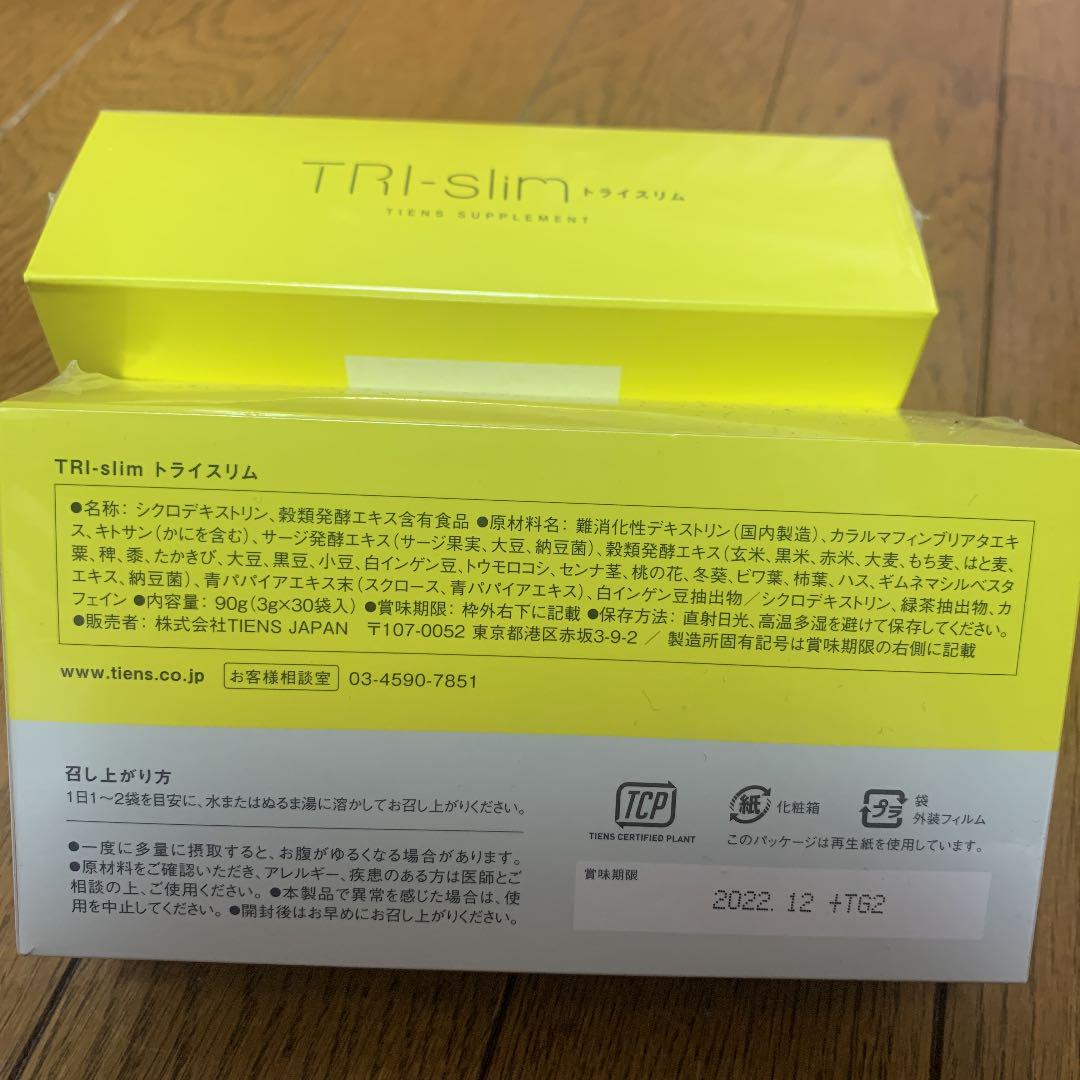 TRI-slim トライスリム
TIENS SUPPLEMENT
TRI-slim トライスリム
●名称: シクロデキストリン、穀類発酵エキス含有食品 ●原材料名: 難消化性デキストリン(国内製造)、カラルマフィンブリアタエキ
ス、キトサン(かにを含む)、サージ発酵エキス(サージ果実、大豆、納豆菌)、穀類発酵エキス(玄米、黒米、赤米、大麦、もち麦、はと麦、
粟、稗、黍、たかきび、大豆、黒豆、小豆、白インゲン豆、トウモロコシ、センナ茎、桃の花、冬葵、ビワ葉、柿葉、ハス、ギムネマシルベスタ
エキス、納豆菌)、青パパイアエキス末(スクロース、青パパイアエキス)、白インゲン豆抽出物/シクロデキストリン、緑茶抽出物、カ
フェイン ●内容量: 90g(3g×30袋入) ●賞味期限: 枠外右下に記載 ●保存方法: 直射日光、高温多湿を避けて保存してください。
●販売者: 株式会社TIENS JAPAN 〒107-0052 東京都港区赤坂3-9-2 / 製造所固有記号は賞味期限の右側に記載
www.tiens.co.jp お客様相談室 03-4590-7851
召し上がり方
1日1〜2袋を目安に、水またはぬるま湯に溶かしてお召し上がりください。
●一度に多量に摂取すると、お腹がゆるくなる場合があります。
●原材料をご確認いただき、アレルギー、疾患のある方は医師とご
相談の上、ご使用ください。●本製品で異常を感じた場合は、使
用を中止してください。●開封後はお早めにお召し上がりください。
TCP
TIENS CERTIFIED PLANT
紙 化粧箱
プラ 袋
外装フィルム
このパッケージは再生紙を使用しています。
賞味期限
2022.12 +TG2